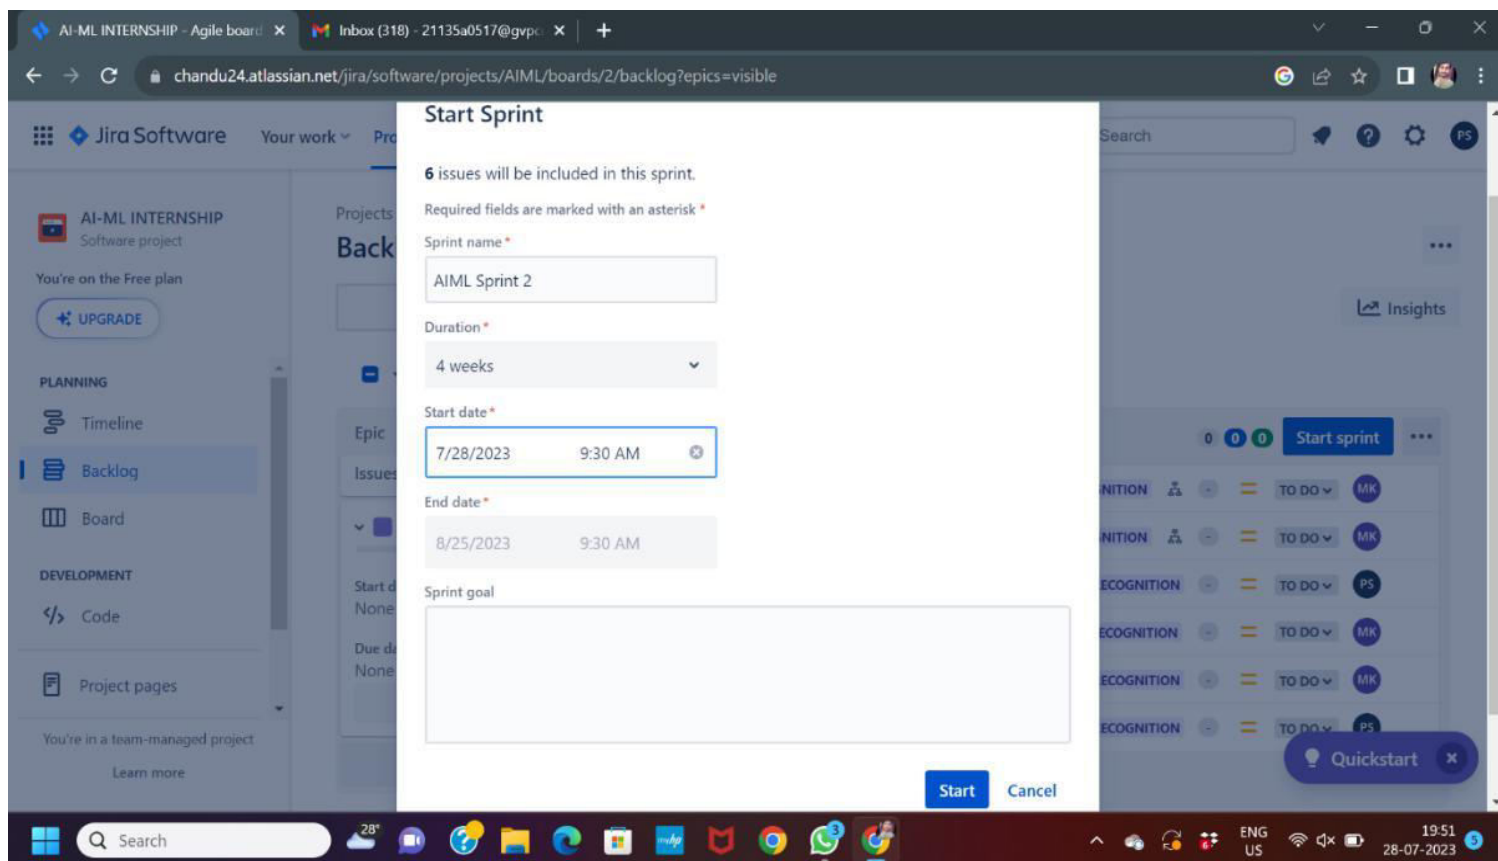 AI-ML INTERNSHIP - Agile board
Inbox (318) - 21135a0517@gvpc
chandu24.atlassian.net/jira/software/projects/AIML/boards/2/backlog?epics=visible
Jira Software
Your work
Pro
Search
PS
AI-ML INTERNSHIP
Software project
You're on the Free plan
UPGRADE
PLANNING
Timeline
Backlog
Board
DEVELOPMENT
Code
Project pages
You're in a team-managed project
Learn more
Projects
Back
Epic
Issues
Start d
None
Due da
None
Start Sprint
6 issues will be included in this sprint.
Required fields are marked with an asterisk *
Sprint name *
AIML Sprint 2
Duration *
4 weeks
Start date *
7/28/2023 9:30 AM
End date *
8/25/2023 9:30 AM
Sprint goal
Start Cancel
Insights
0 0 0 Start sprint
NITION - TO DO MK
NITION - TO DO MK
ECOGNITION - TO DO PS
ECOGNITION - TO DO MK
ECOGNITION - TO DO MK
ECOGNITION - TO DO PS
Quickstart
Search
28°
3
ENG
US
19:51
28-07-2023
5